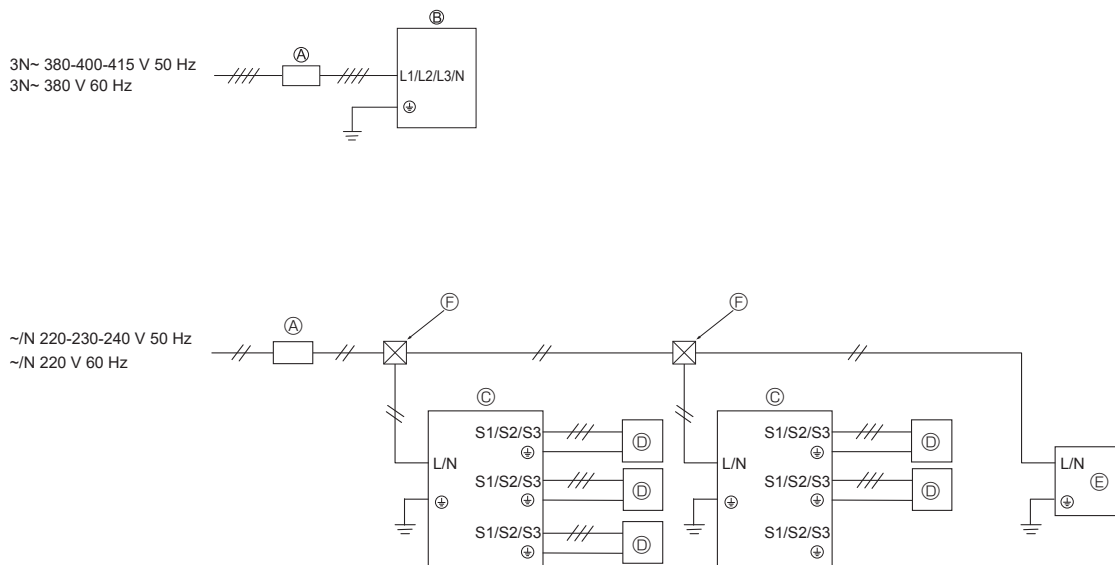 Ⓑ
Ⓐ
3N~ 380-400-415 V 50 Hz
3N~ 380 V 60 Hz
L1/L2/L3/N
Ⓕ Ⓕ
Ⓐ
~/N 220-230-240 V 50 Hz
~/N 220 V 60 Hz
Ⓒ Ⓒ
S1/S2/S3 Ⓓ S1/S2/S3 Ⓓ
L/N L/N L/N
S1/S2/S3 Ⓓ S1/S2/S3 Ⓓ Ⓔ
S1/S2/S3 Ⓓ S1/S2/S3